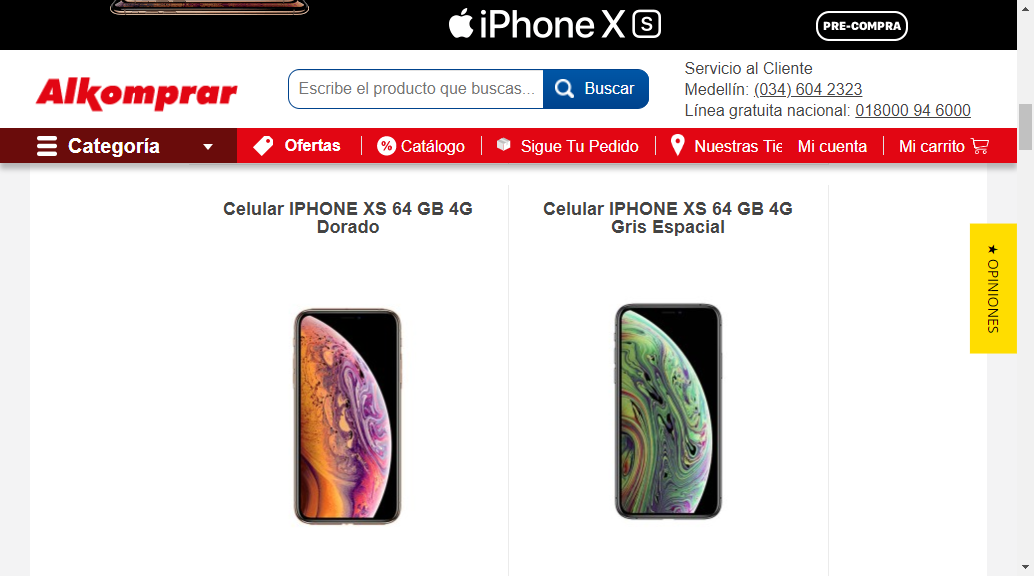 iPhone XS
PRE-COMPRA
Alkomprar
Escribe el producto que buscas...
Buscar
Servicio al Cliente
Medellín: (034) 604 2323
Línea gratuita nacional: 018000 94 6000
Categoría
Ofertas
% Catálogo
Sigue Tu Pedido
Nuestras Tie
Mi cuenta
Mi carrito
Celular IPHONE XS 64 GB 4G
Dorado
Celular IPHONE XS 64 GB 4G
Gris Espacial
★ OPINIONES